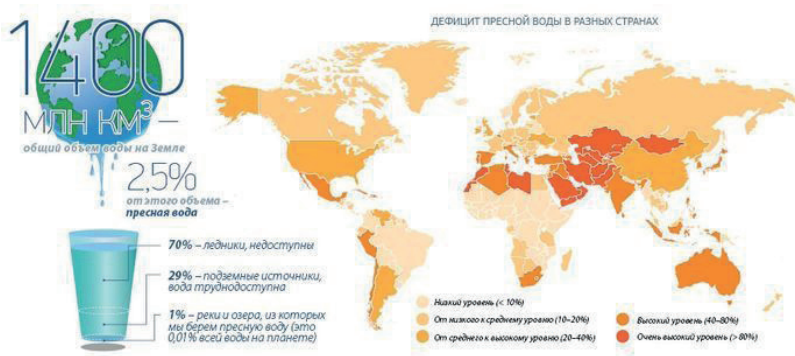 1400
МЛН КМ³ –
общий объем воды на Земле
2,5%
от этого объема –
пресная вода
70% – ледники, недоступны
29% – подземные источники,
вода труднодоступна
1% – реки и озера, из которых
мы берем пресную воду (это
0,01% всей воды на планете)
ДЕФИЦИТ ПРЕСНОЙ ВОДЫ В РАЗНЫХ СТРАНАХ
Низкий уровень (< 10%)
От низкого к среднему уровню (10–20%)
От среднего к высокому уровню (20–40%)
Высокий уровень (40–80%)
Очень высокий уровень (> 80%)